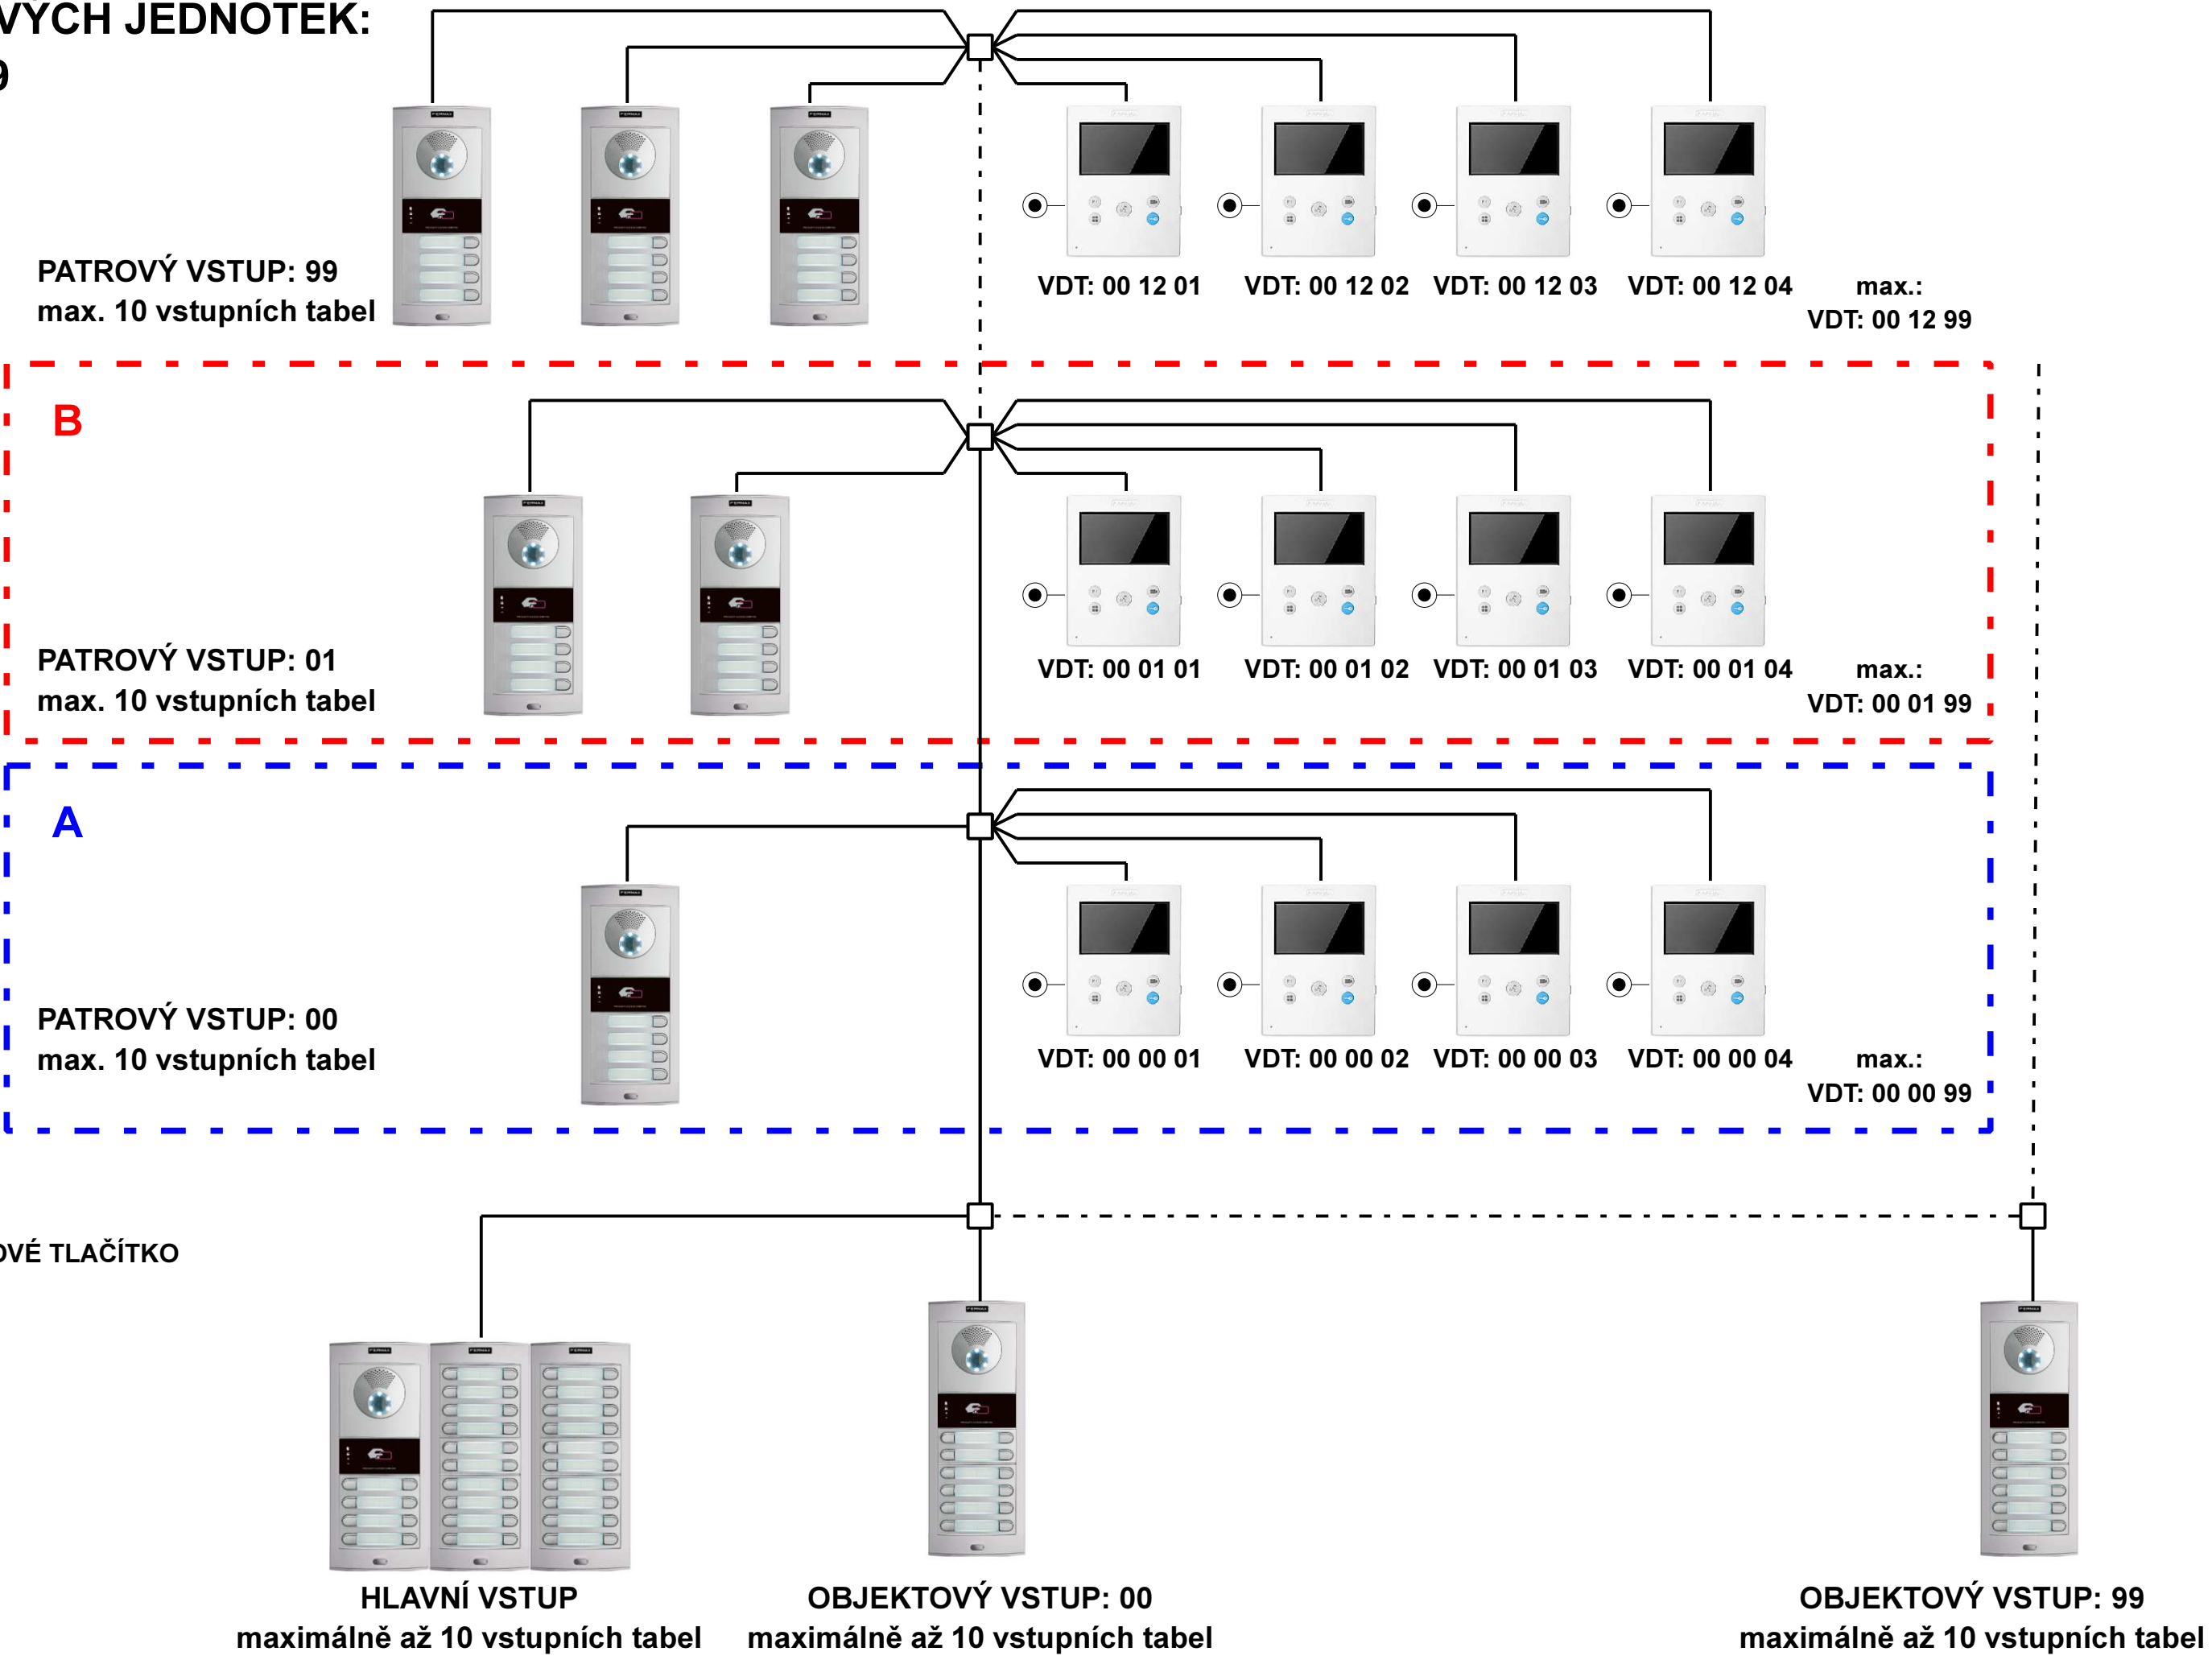 VÝCH JEDNOTEK:
9
PATROVÝ VSTUP: 99
max. 10 vstupních tabel
VDT: 00 12 01 VDT: 00 12 02 VDT: 00 12 03 VDT: 00 12 04 max.:
VDT: 00 12 99
B
PATROVÝ VSTUP: 01
max. 10 vstupních tabel
VDT: 00 01 01 VDT: 00 01 02 VDT: 00 01 03 VDT: 00 01 04 max.:
VDT: 00 01 99
A
PATROVÝ VSTUP: 00
max. 10 vstupních tabel
VDT: 00 00 01 VDT: 00 00 02 VDT: 00 00 03 VDT: 00 00 04 max.:
VDT: 00 00 99
OVÉ TLAČÍTKO
HLAVNÍ VSTUP
maximálně až 10 vstupních tabel
OBJEKTOVÝ VSTUP: 00
maximálně až 10 vstupních tabel
OBJEKTOVÝ VSTUP: 99
maximálně až 10 vstupních tabel